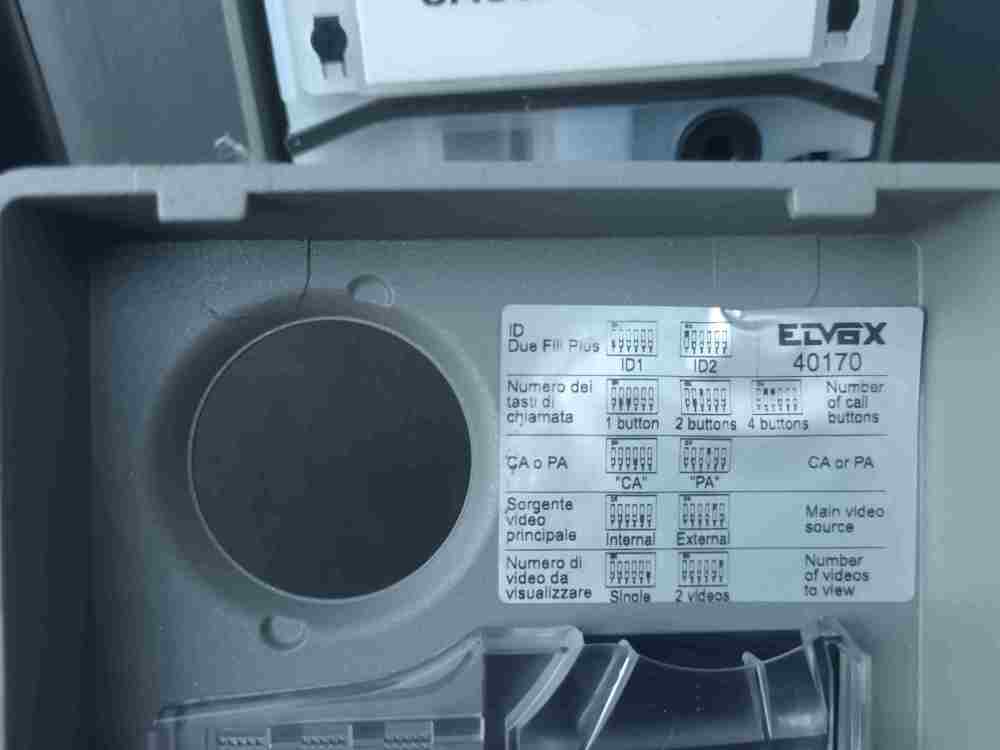 ID
Due Fili Plus
ID1
ID2
ELVOX
40170
Numero dei
tasti di
chiamata
1 button
2 buttons
4 buttons
Number
of call
buttons
CA o PA
"CA"
"PA"
CA or PA
Sorgente
video
principale
Internal
External
Main video
source
Numero di
video da
visualizzare
Single
2 videos
Number
of videos
to view